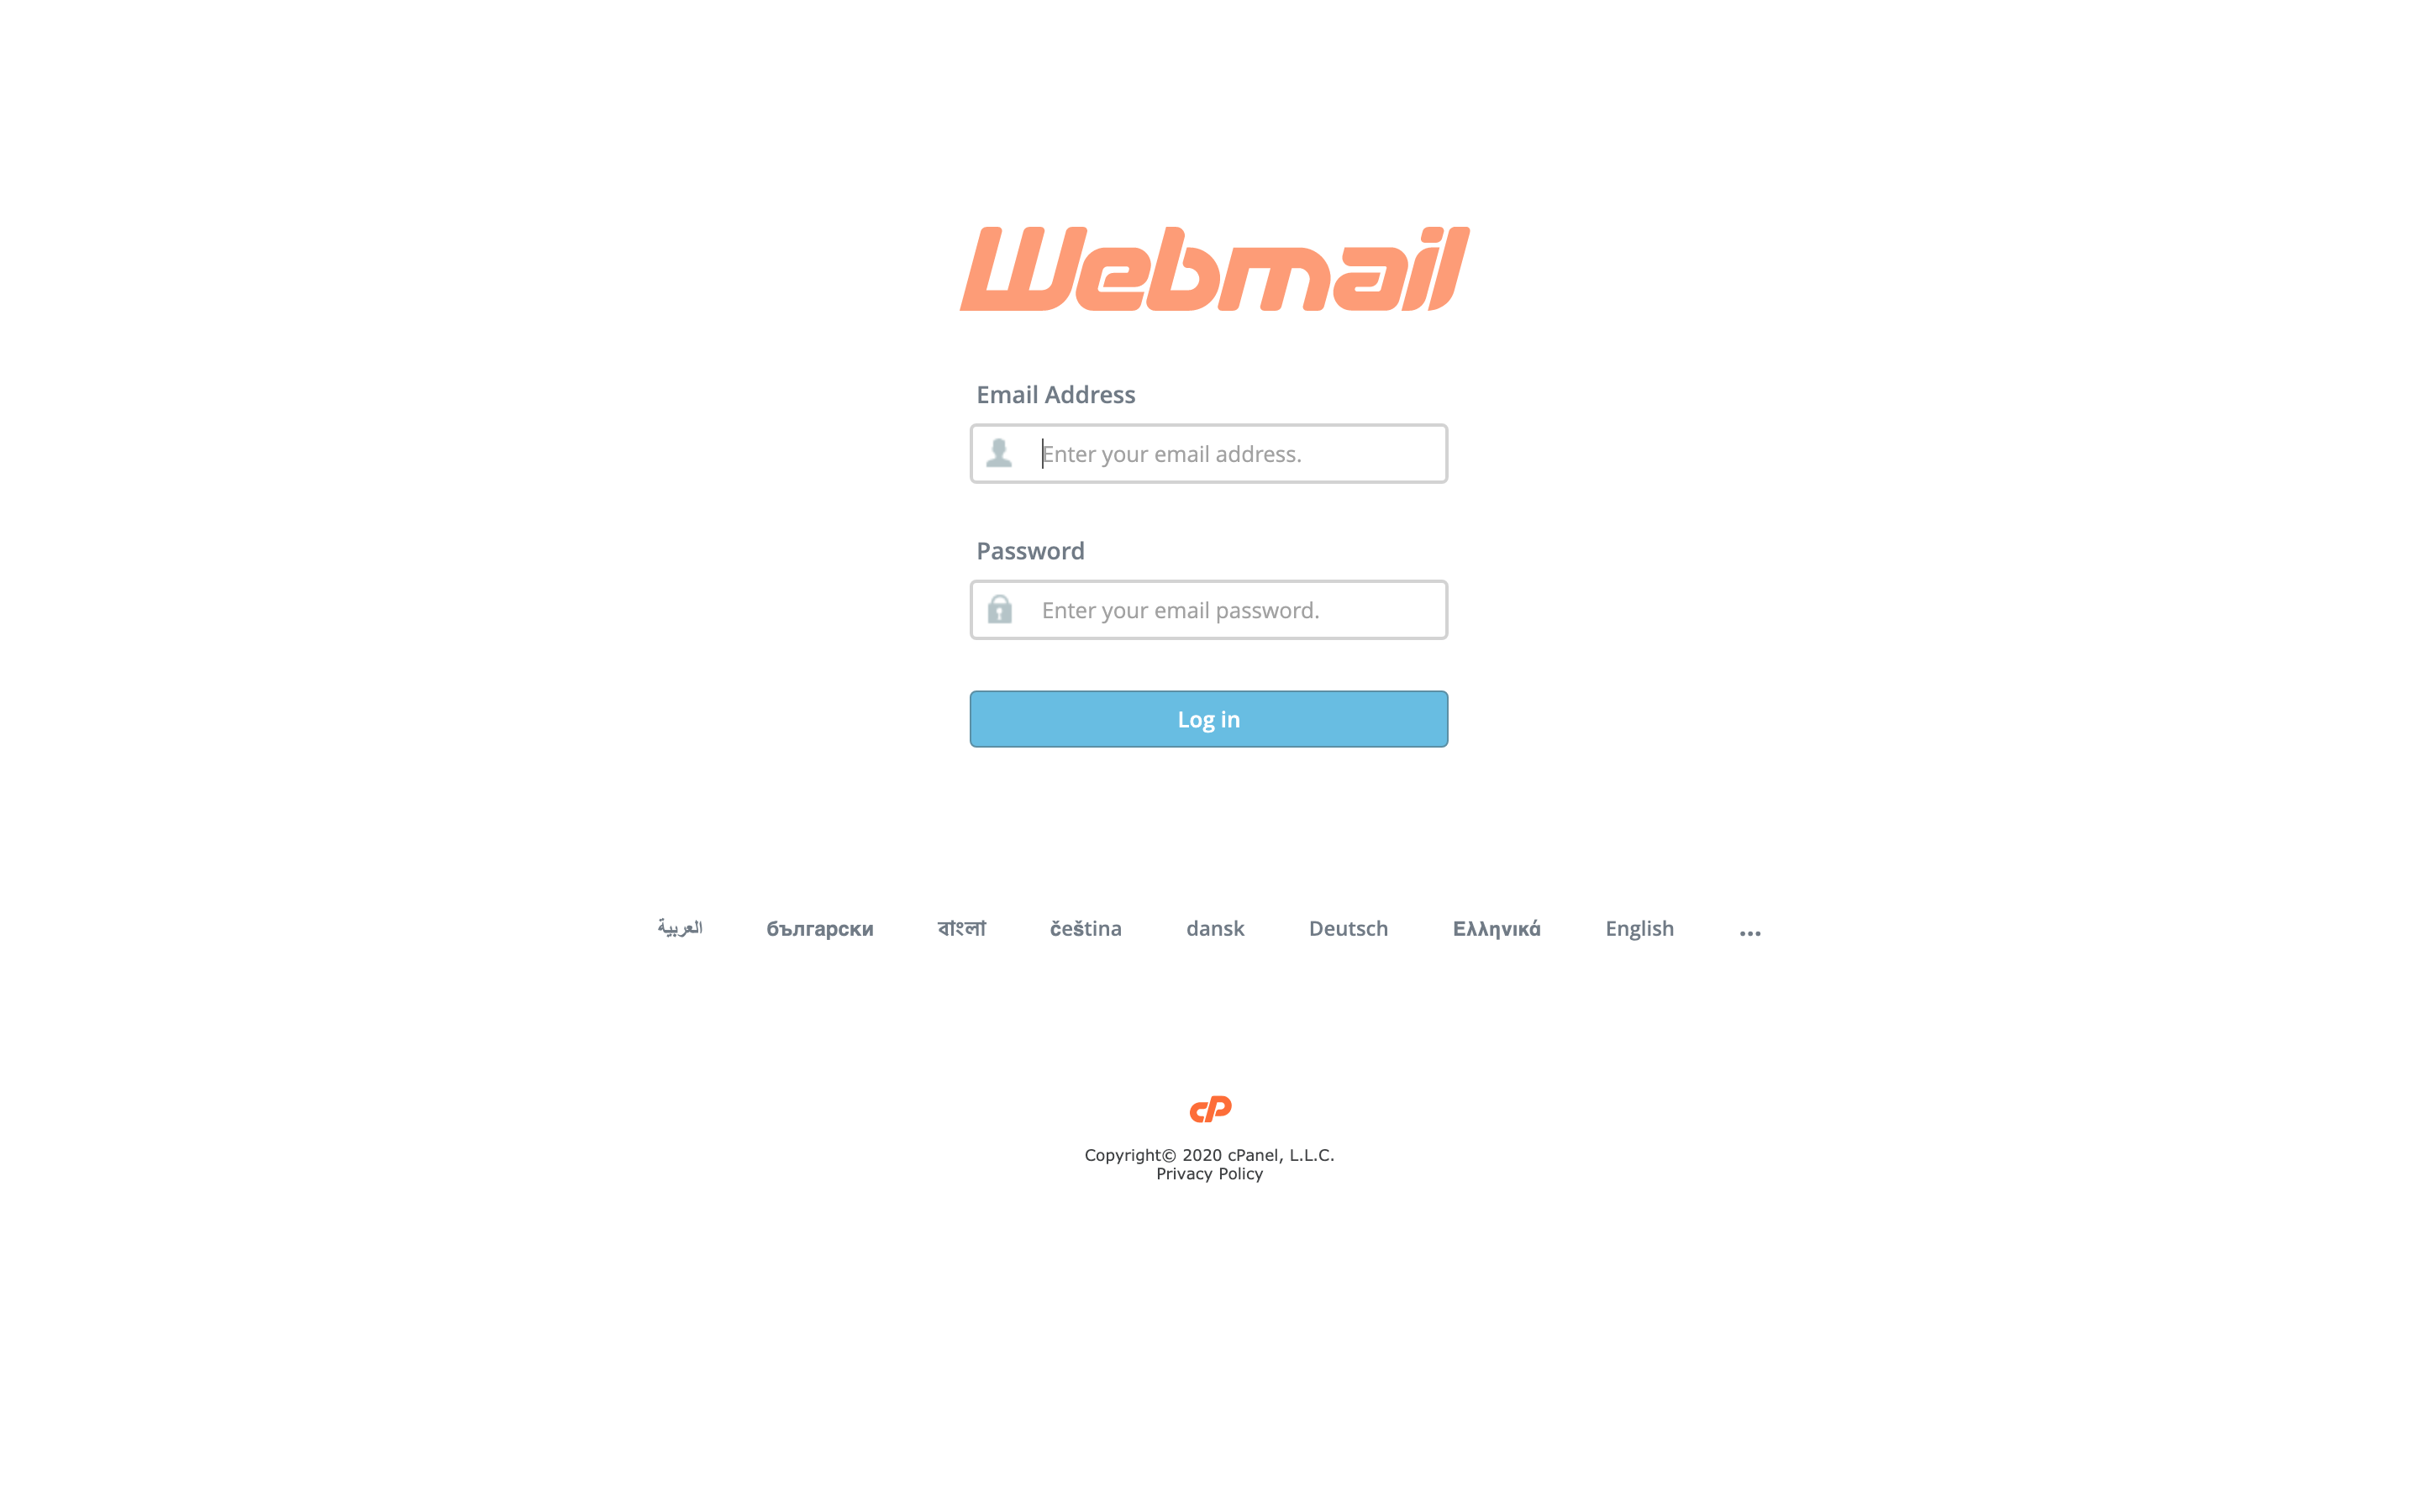 Webmail
Email Address
Enter your email address.
Password
Enter your email password.
Log in
العربية български বাংলা čeština dansk Deutsch Ελληνικά English ...
cP
Copyright© 2020 cPanel, L.L.C.
Privacy Policy